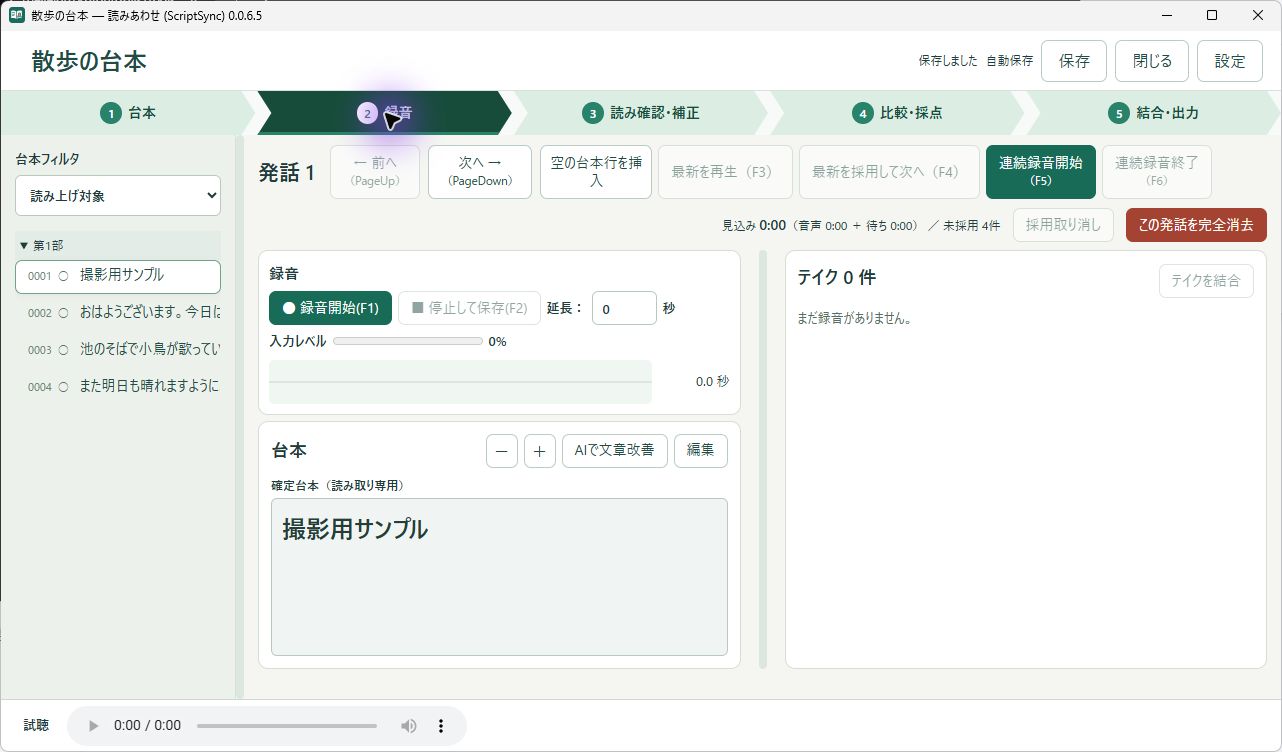 散歩の台本 — 読みあわせ (ScriptSync) 0.0.6.5
散歩の台本
保存しました 自動保存 保存 閉じる 設定
1 台本
2 録音
3 読み確認・補正
4 比較・採点
5 結合・出力
台本フィルタ
読み上げ対象
▼ 第1部
0001 ○ 撮影用サンプル
0002 ○ おはようございます。今日は
0003 ○ 池のそばで小鳥が歌ってい
0004 ○ また明日も晴れますように
発話 1
← 前へ
(PageUp)
次へ →
(PageDown)
空の台本行を挿
入
最新を再生（F3）
最新を採用して次へ（F4）
連続録音開始
(F5)
連続録音終了
(F6)
見込み 0:00（音声 0:00 ＋ 待ち 0:00） ／ 未採用 4件
採用取り消し
この発話を完全消去
録音
● 録音開始(F1)
■ 停止して保存(F2)
延長： 0 秒
入力レベル 0%
0.0 秒
台本
− ＋ AIで文章改善 編集
確定台本（読み取り専用）
撮影用サンプル
テイク 0 件
テイクを結合
まだ録音がありません。
試聴 0:00 / 0:00